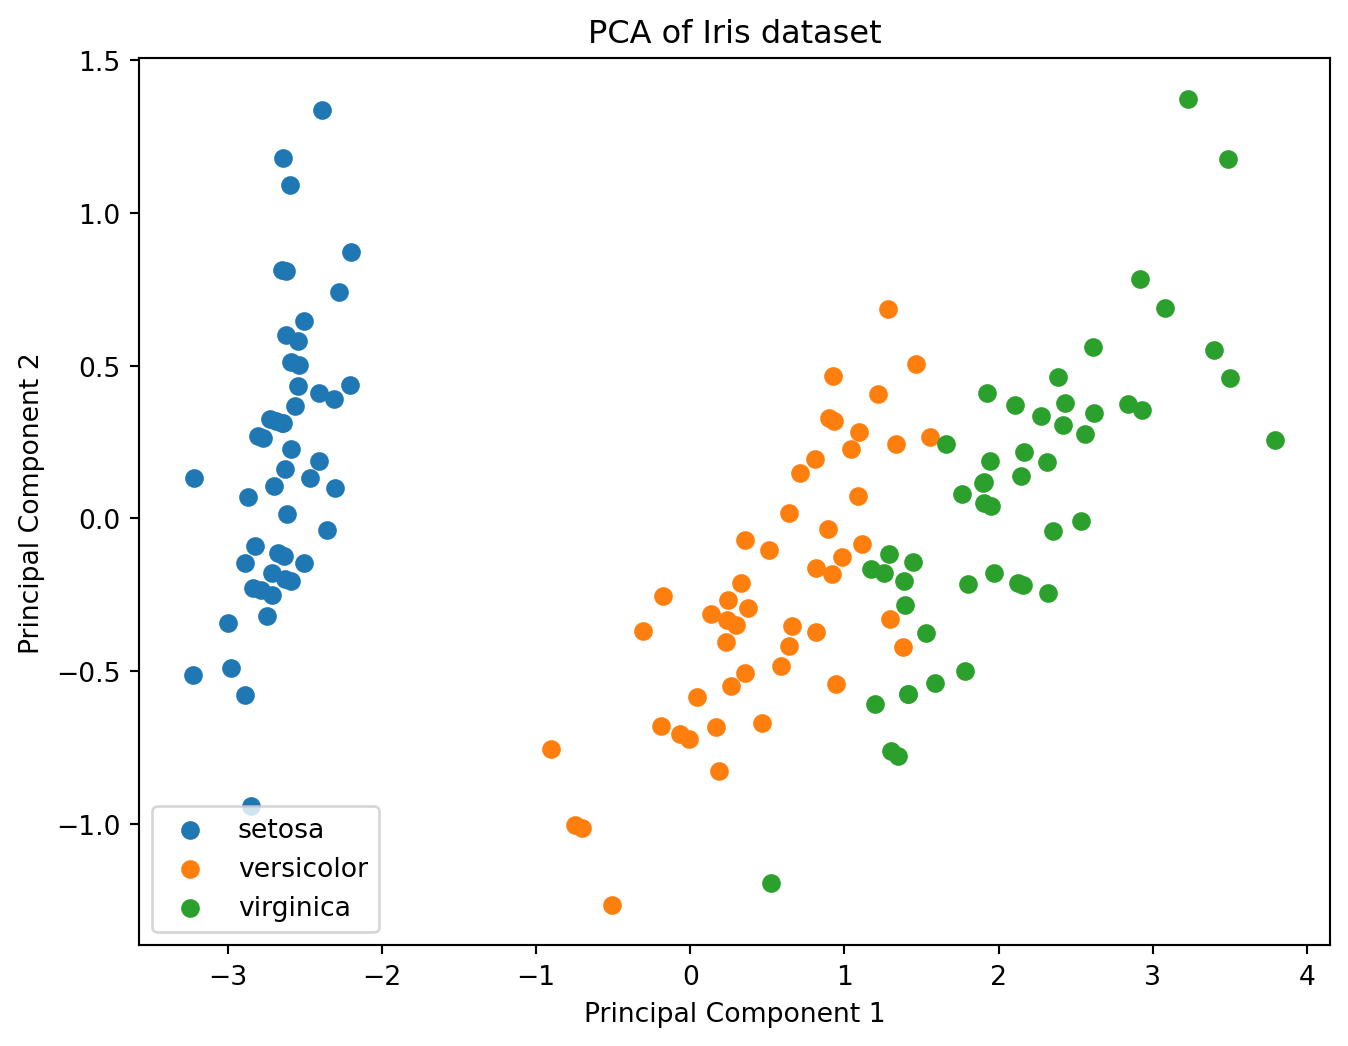 PCA of Iris dataset
1.5
1.0
0.5
0.0
−0.5
−1.0
Principal Component 2
setosa
versicolor
virginica
−3 −2 −1 0 1 2 3 4
Principal Component 1